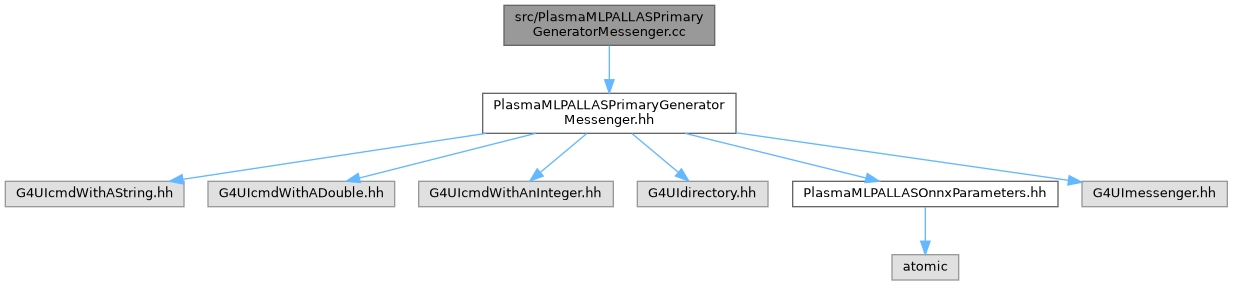 src/PlasmaMLPALLASPrimary
GeneratorMessenger.cc
PlasmaMLPALLASPrimaryGenerator
Messenger.hh
G4UIcmdWithAString.hh
G4UIcmdWithADouble.hh
G4UIcmdWithAnInteger.hh
G4UIdirectory.hh
PlasmaMLPALLASOnnxParameters.hh
G4UImessenger.hh
atomic